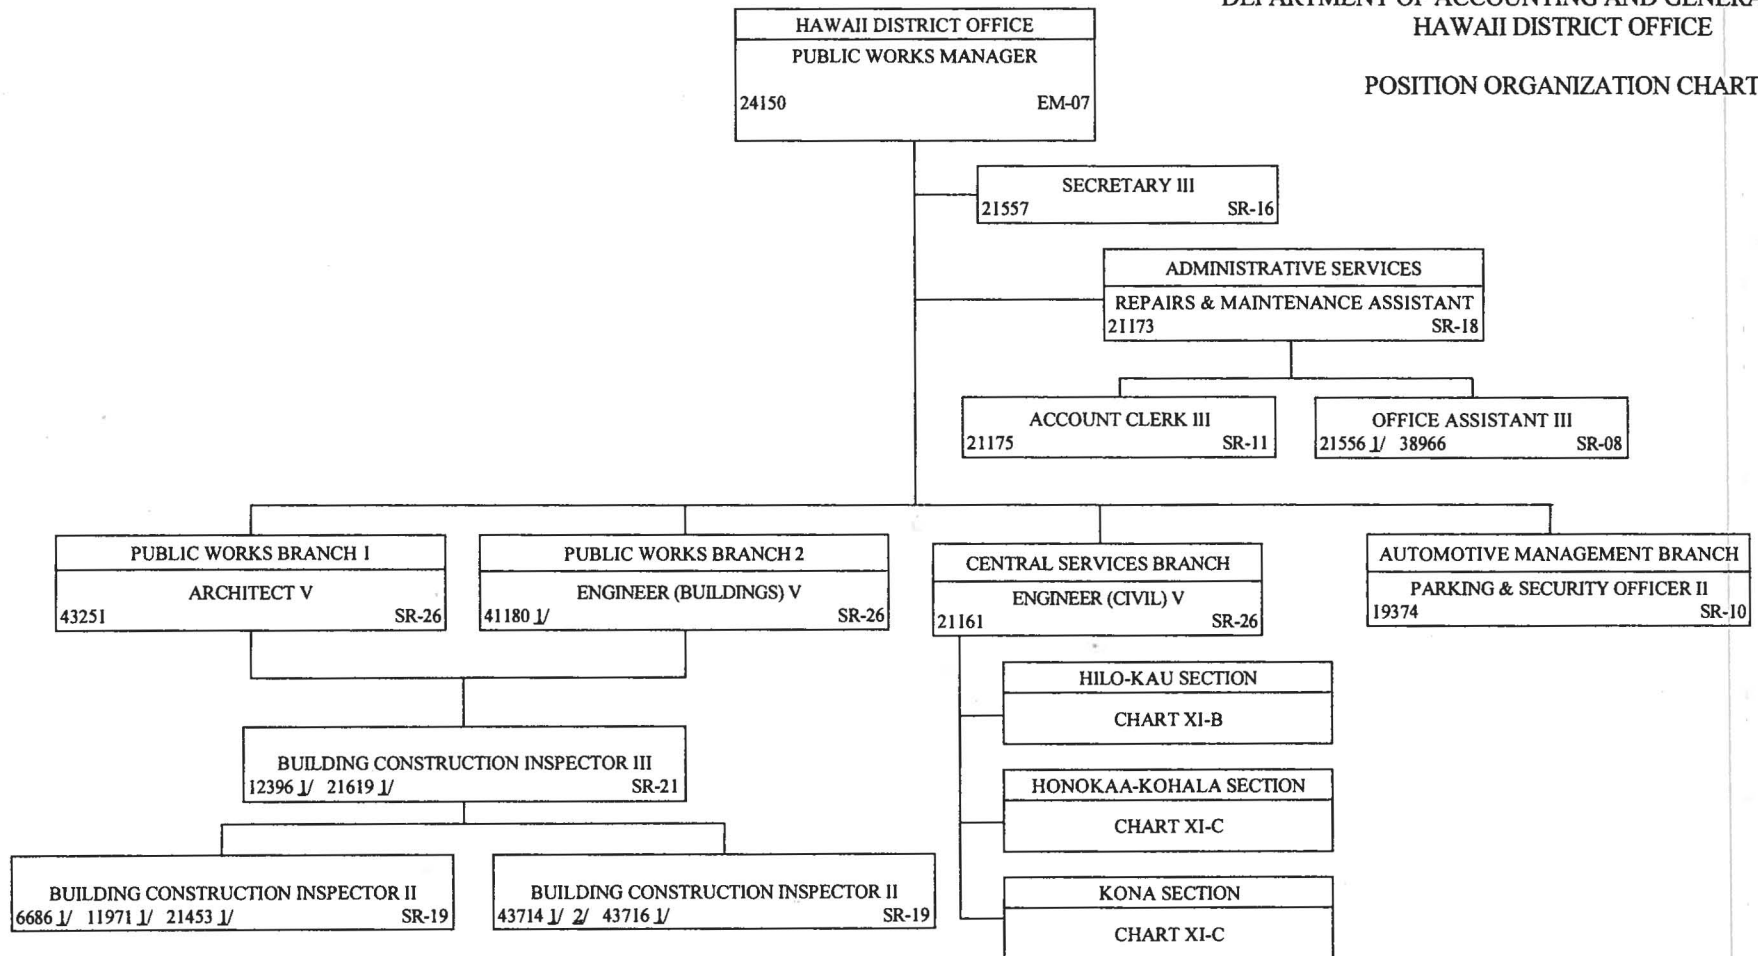 DEPARTMENT OF ACCOUNTING AND GENERA
HAWAII DISTRICT OFFICE
POSITION ORGANIZATION CHART
HAWAII DISTRICT OFFICE
PUBLIC WORKS MANAGER
24150 EM-07
SECRETARY III
21557 SR-16
ADMINISTRATIVE SERVICES
REPAIRS & MAINTENANCE ASSISTANT
21173 SR-18
ACCOUNT CLERK III
21175 SR-11
OFFICE ASSISTANT III
21556 1/ 38966 SR-08
PUBLIC WORKS BRANCH 1
ARCHITECT V
43251 SR-26
PUBLIC WORKS BRANCH 2
ENGINEER (BUILDINGS) V
41180 1/ SR-26
CENTRAL SERVICES BRANCH
ENGINEER (CIVIL) V
21161 SR-26
AUTOMOTIVE MANAGEMENT BRANCH
PARKING & SECURITY OFFICER II
19374 SR-10
HILO-KAU SECTION
CHART XI-B
HONOKAA-KOHALA SECTION
CHART XI-C
KONA SECTION
CHART XI-C
BUILDING CONSTRUCTION INSPECTOR III
12396 1/ 21619 1/ SR-21
BUILDING CONSTRUCTION INSPECTOR II
6686 1/ 11971 1/ 21453 1/ SR-19
BUILDING CONSTRUCTION INSPECTOR II
43714 1/ 2/ 43716 1/ SR-19